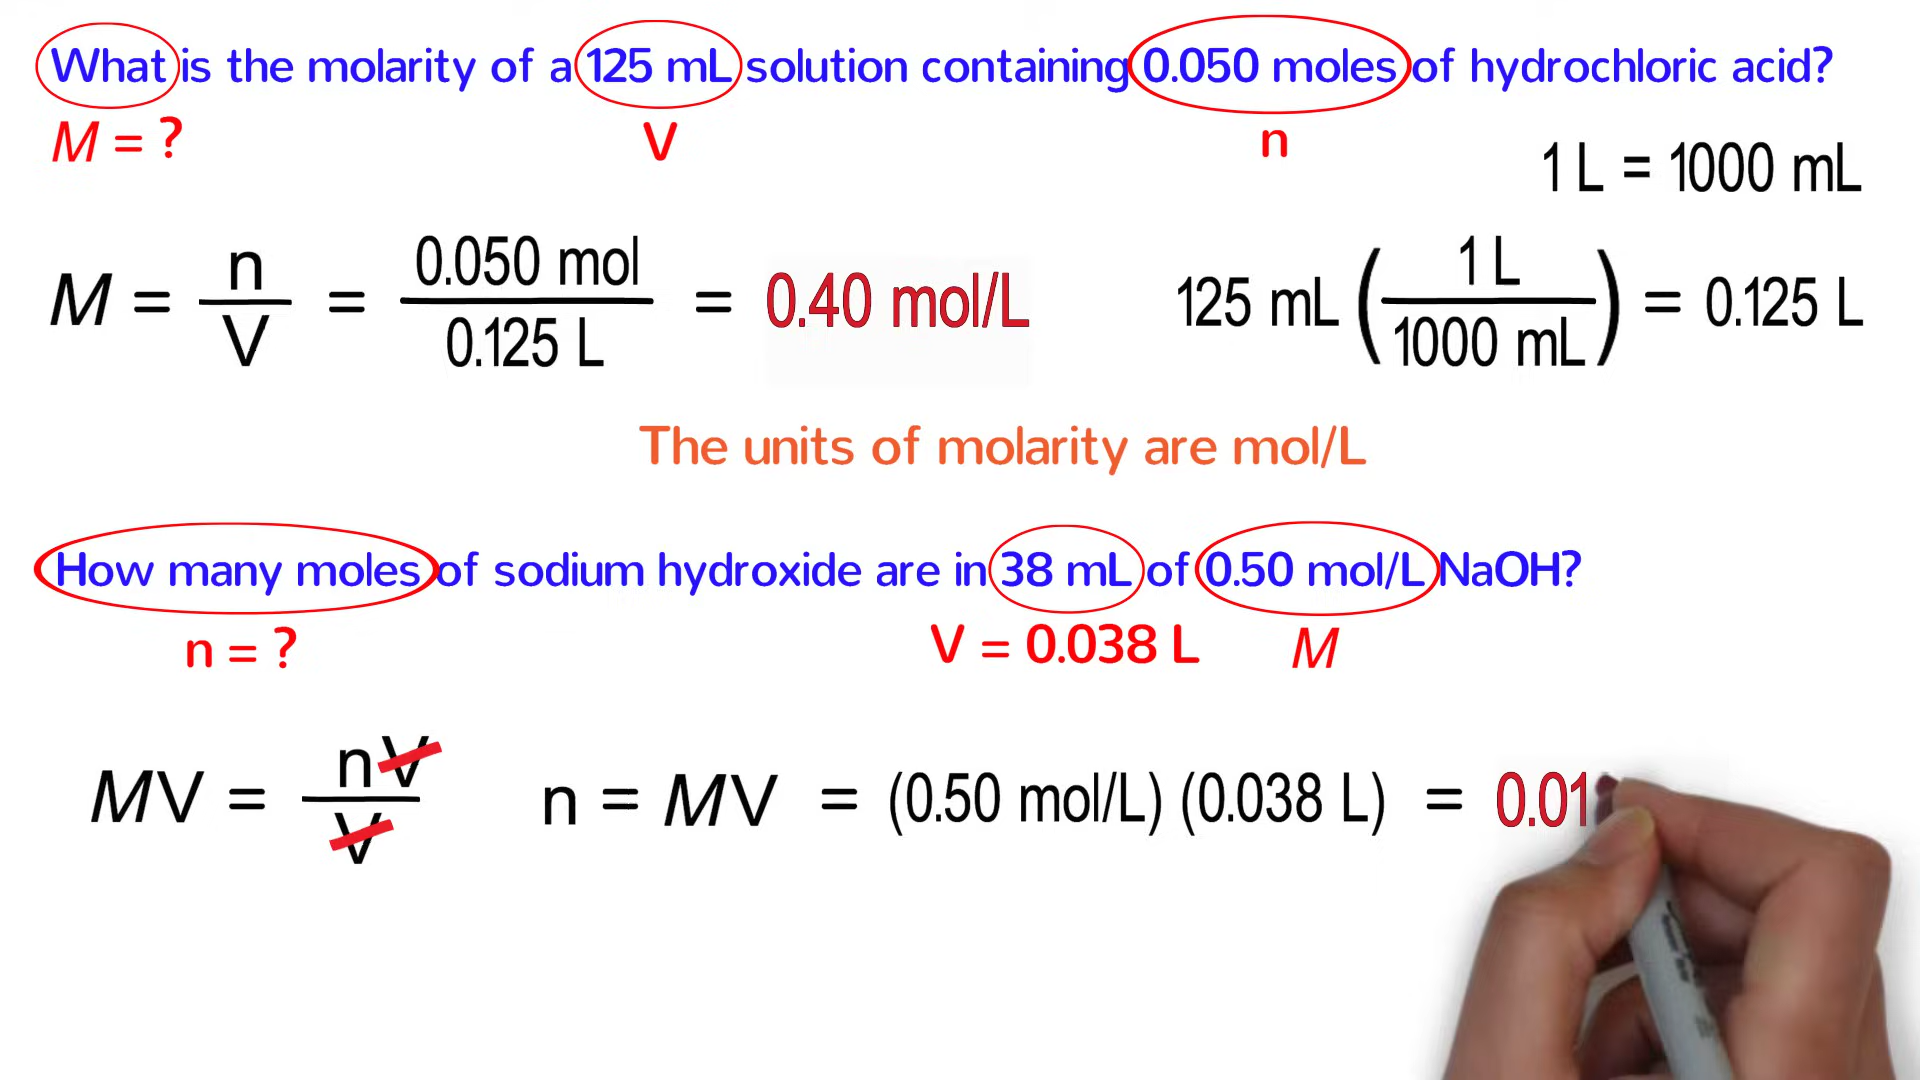 What is the molarity of a 125 mL solution containing 0.050 moles of hydrochloric acid?
M = ? V n
1 L = 1000 mL
M = n/V = 0.050 mol/0.125 L = 0.40 mol/L
125 mL (1 L/1000 mL) = 0.125 L
The units of molarity are mol/L
How many moles of sodium hydroxide are in 38 mL of 0.50 mol/L NaOH?
n = ? V = 0.038 L M
MV = nV/V n = MV = (0.50 mol/L) (0.038 L) = 0.01